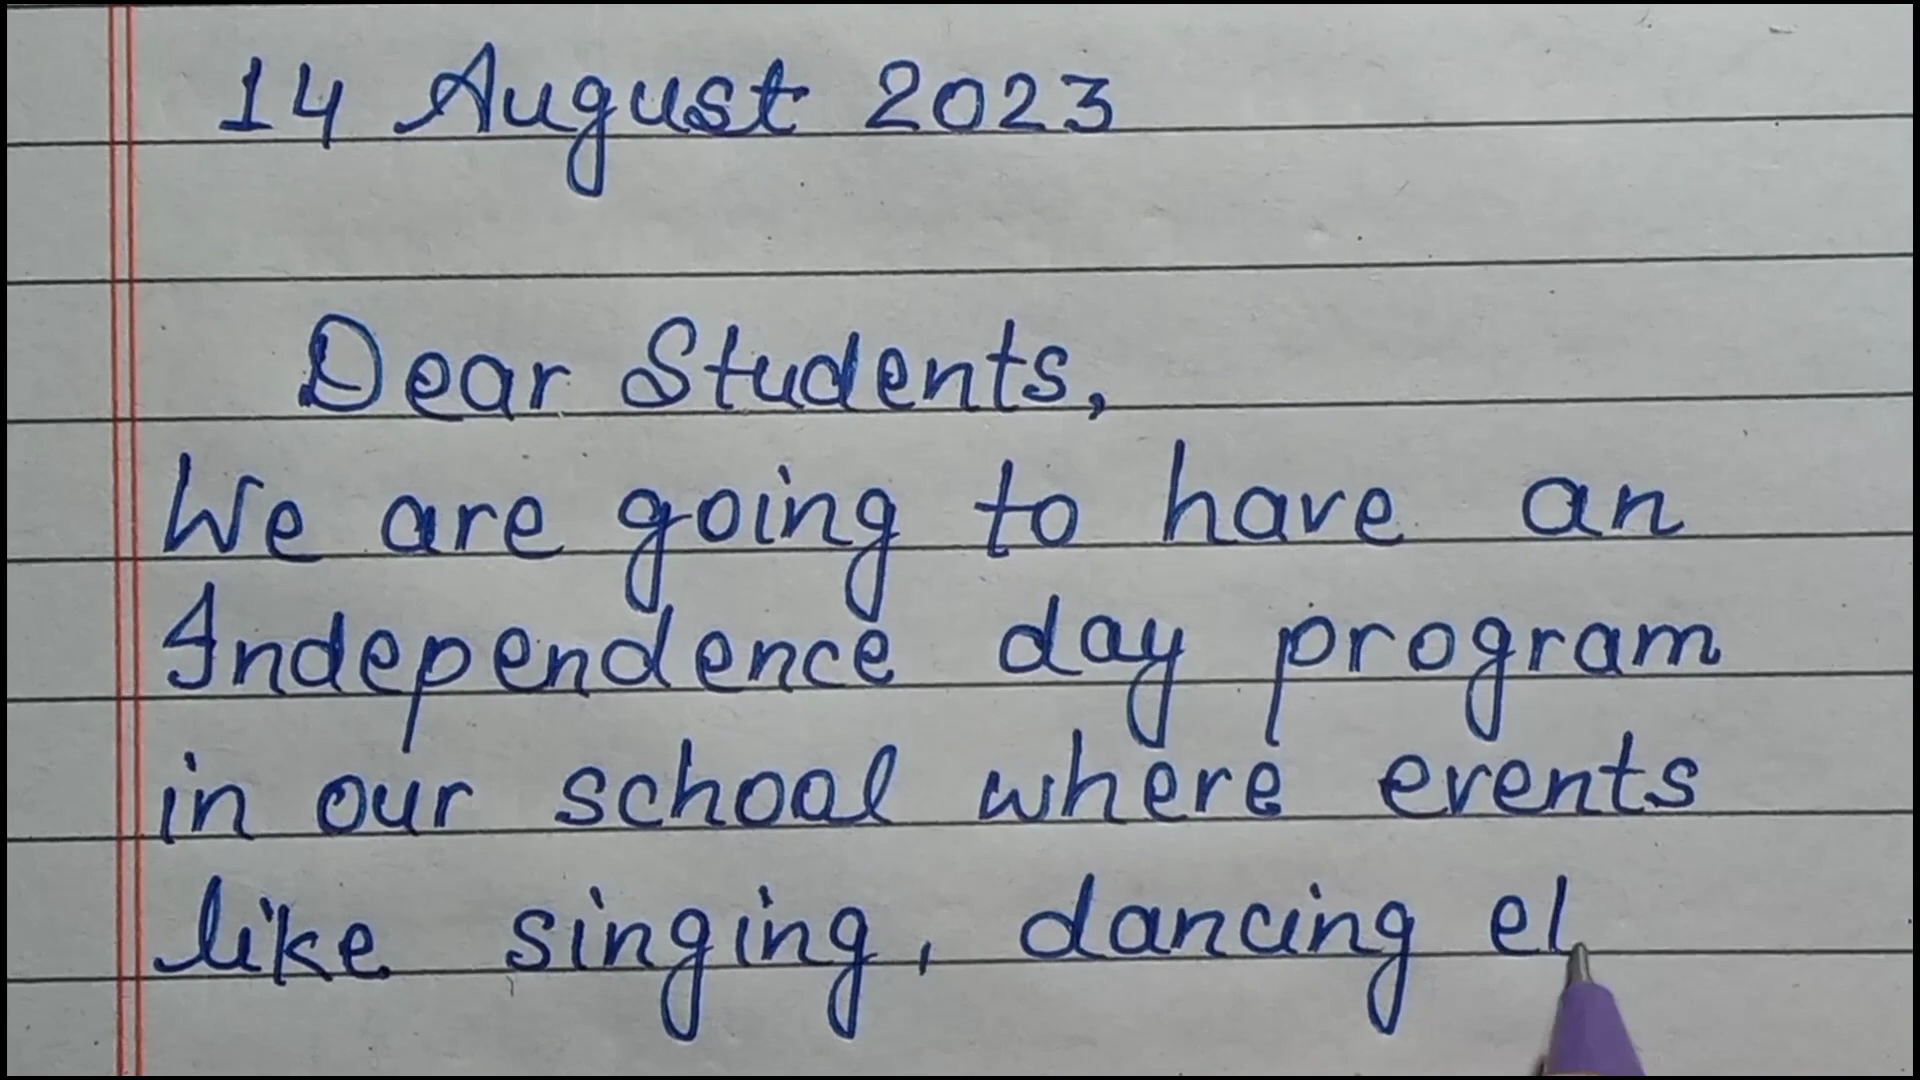 14 August 2023
Dear Students,
We are going to have an
Independence day program
in our school where events
like singing, dancing